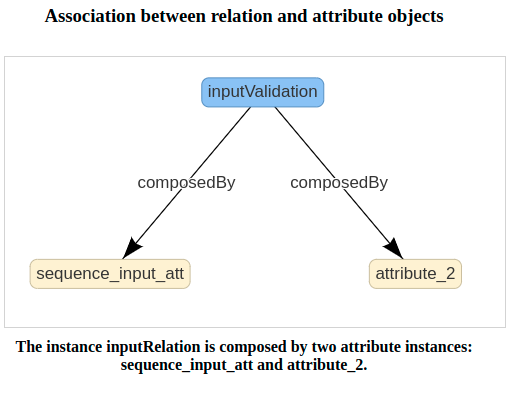 Association between relation and attribute objects
inputValidation
composedBy composedBy
sequence_input_att attribute_2
The instance inputRelation is composed by two attribute instances:
sequence_input_att and attribute_2.